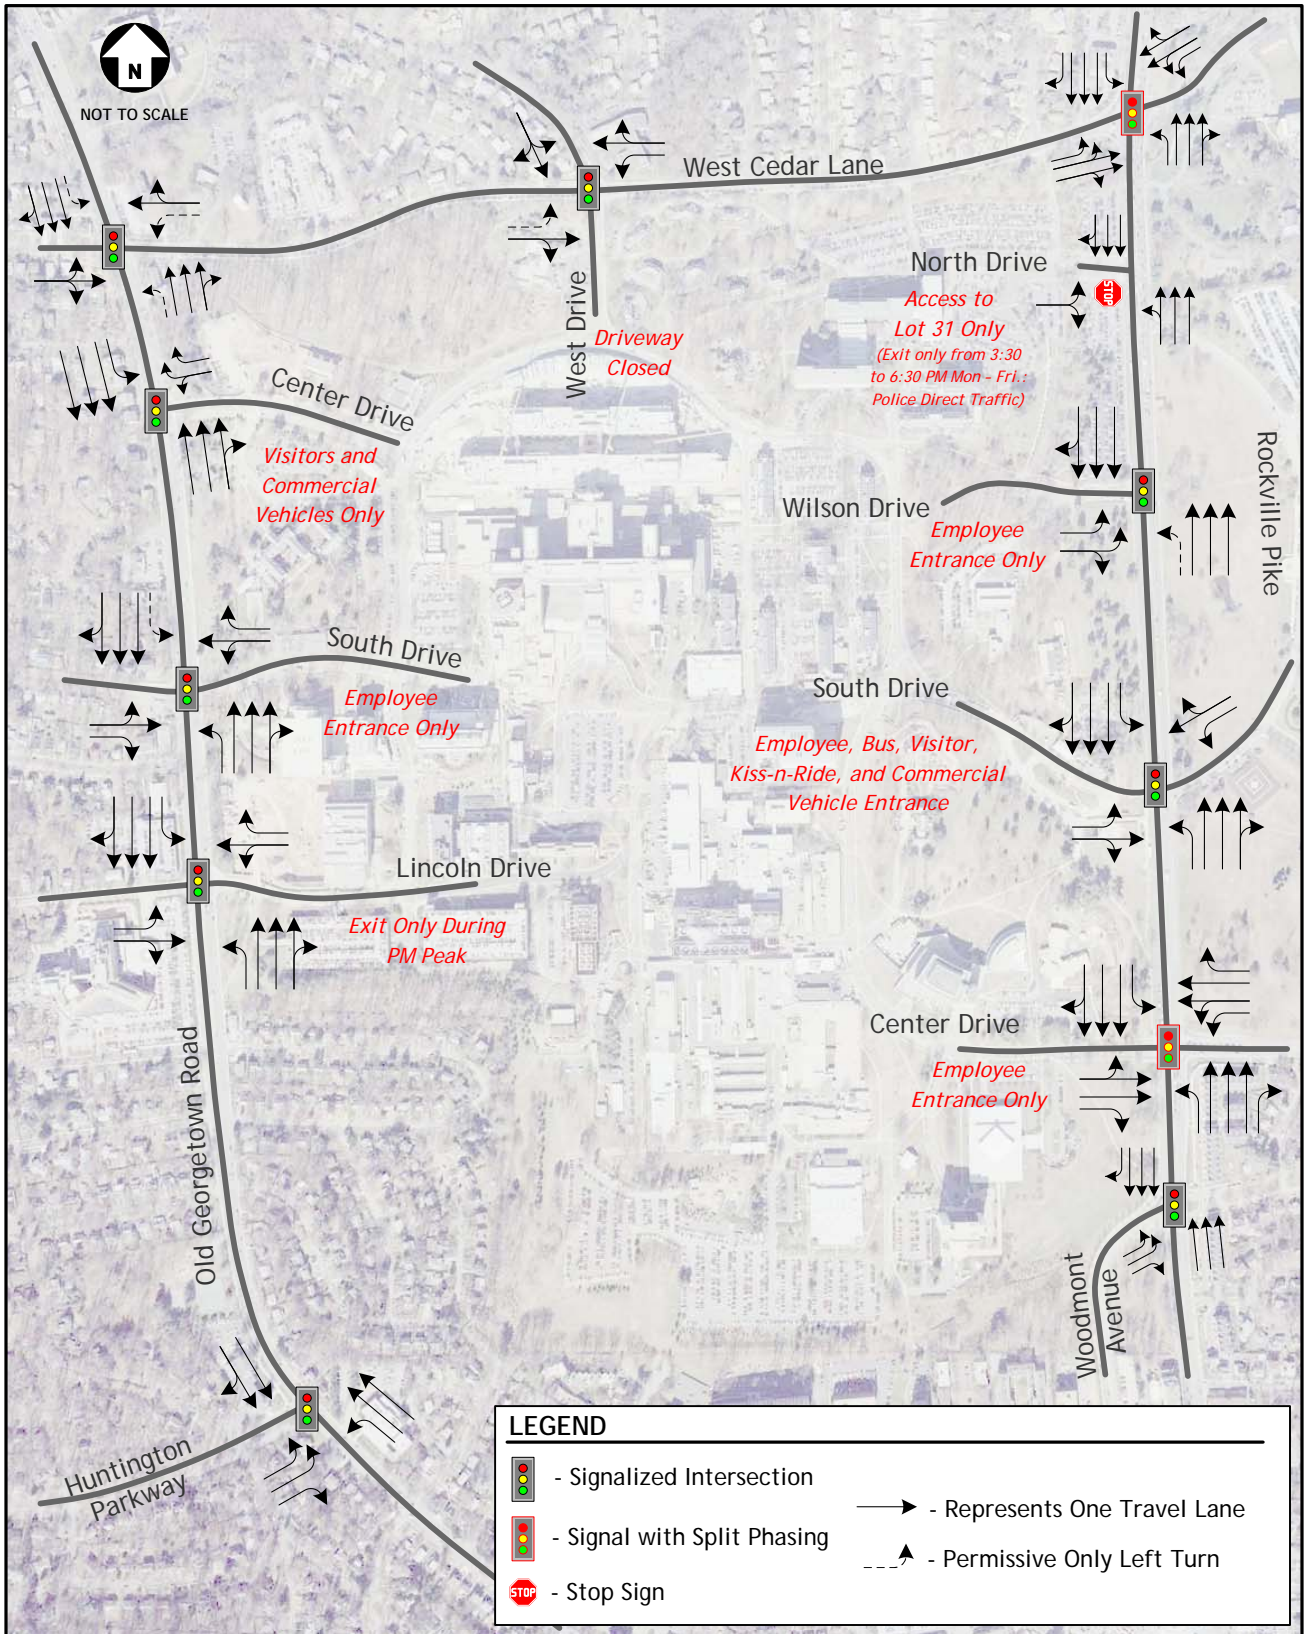 N
NOT TO SCALE
West Cedar Lane
North Drive
STOP
Access to
Lot 31 Only
(Exit only from 3:30
to 6:30 PM Mon - Fri.:
Police Direct Traffic)
West Drive
Driveway
Closed
Center Drive
Visitors and
Commercial
Vehicles Only
Rockville Pike
Wilson Drive
Employee
Entrance Only
South Drive
Employee
Entrance Only
South Drive
Employee, Bus, Visitor,
Kiss-n-Ride, and Commercial
Vehicle Entrance
Lincoln Drive
Exit Only During
PM Peak
Center Drive
Employee
Entrance Only
Old Georgetown Road
Woodmont
Avenue
Huntington
Parkway
LEGEND
- Signalized Intersection
- Signal with Split Phasing
STOP - Stop Sign
- Represents One Travel Lane
- Permissive Only Left Turn